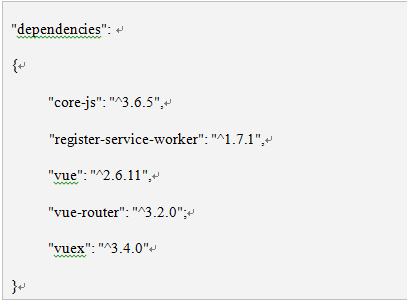 "dependencies":
{
"core-js": "^3.6.5",
"register-service-worker": "^1.7.1",
"vue": "^2.6.11",
"vue-router": "^3.2.0";
"vuex": "^3.4.0"
}